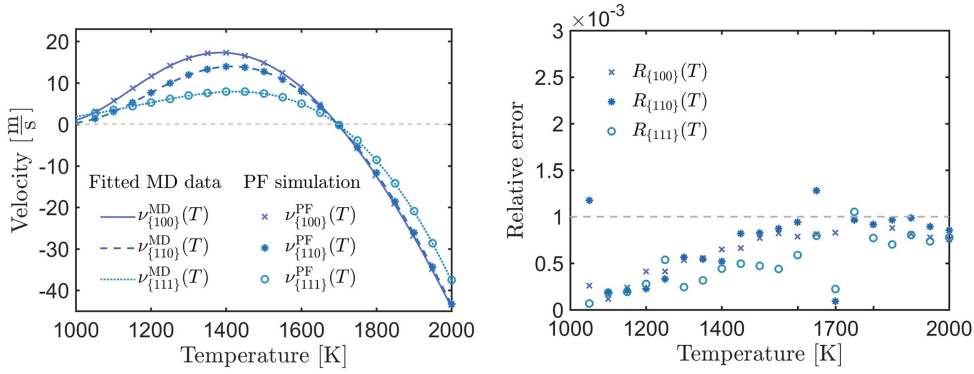 20
10
0
-10
-20
-30
-40
Velocity [m/s]
Fitted MD data PF simulation
ν^MD_{100}(T) ν^PF_{100}(T)
ν^MD_{110}(T) ν^PF_{110}(T)
ν^MD_{111}(T) ν^PF_{111}(T)
1000 1200 1400 1600 1800 2000
Temperature [K]
×10^-3
3
2.5
2
1.5
1
0.5
0
Relative error
R_{100}(T)
R_{110}(T)
R_{111}(T)
1000 1400 1700 2000
Temperature [K]